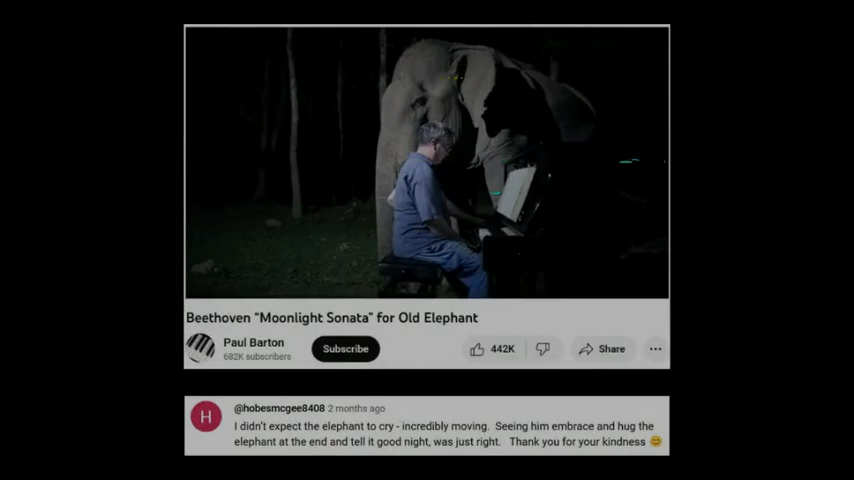 Beethoven "Moonlight Sonata" for Old Elephant
Paul Barton
682K subscribers
Subscribe
442K
Share
H
@hobesmcgee8408 2 months ago
I didn't expect the elephant to cry - incredibly moving. Seeing him embrace and hug the
elephant at the end and tell it good night, was just right. Thank you for your kindness 😊